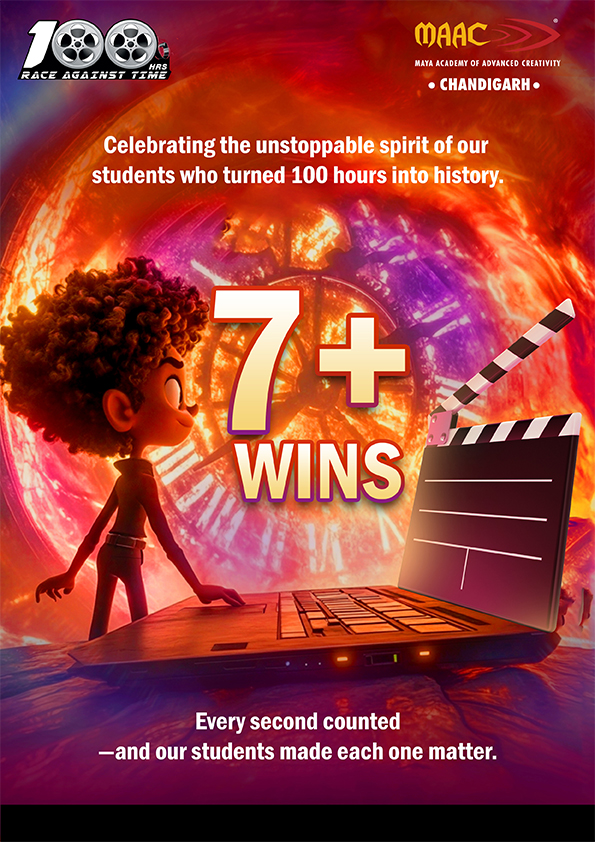 100
HRS
RACE AGAINST TIME
MAAC
®
MAYA ACADEMY OF ADVANCED CREATIVITY
• CHANDIGARH •
Celebrating the unstoppable spirit of our
students who turned 100 hours into history.
7+
WINS
Every second counted
—and our students made each one matter.